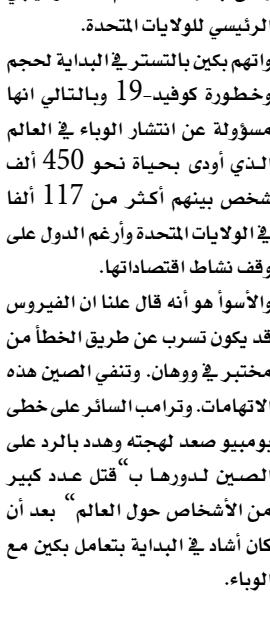 الرئيسي للولايات المتحدة.
واتهم بكين بالتستر في البداية لحجم
وخطورة كوفيد-19 وبالتالي انها
مسؤولة عن انتشار الوباء في العالم
الذي أودى بحياة نحو 450 ألف
شخص بينهم أكثر من 117 ألفا
في الولايات المتحدة وأرغم الدول على
وقف نشاط اقتصاداتها.
والأسوأ هو أنه قال علنا ان الفيروس
قد يكون تسرب عن طريق الخطأ من
مختبر في ووهان. وتنفي الصين هذه
الاتهامات. وترامب السائر على خطى
بومبيو صعد لهجته وهدد بالرد على
الصين لدورها ب“قتل عدد كبير
من الأشخاص حول العالم“ بعد أن
كان أشاد في البداية بتعامل بكين مع
الوباء.